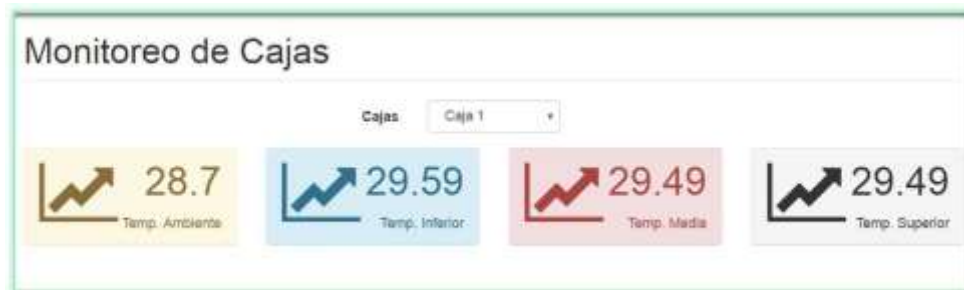 Monitoreo de Cajas
Cajas Caja 1
28.7
Temp. Ambiente
29.59
Temp. Inferior
29.49
Temp. Media
29.49
Temp. Superior